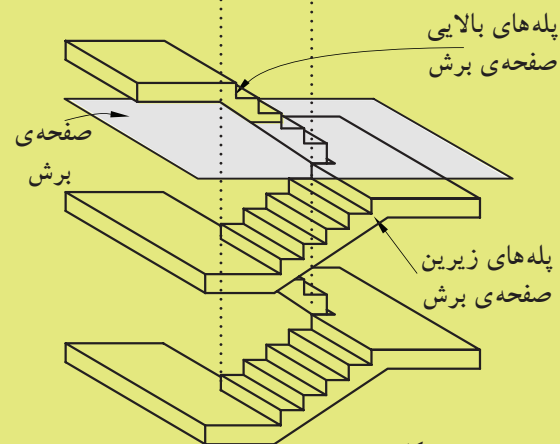 پله‌های بالایی
صفحه‌ی برش
صفحه‌ی
برش
پله‌های زیرین
صفحه‌ی برش